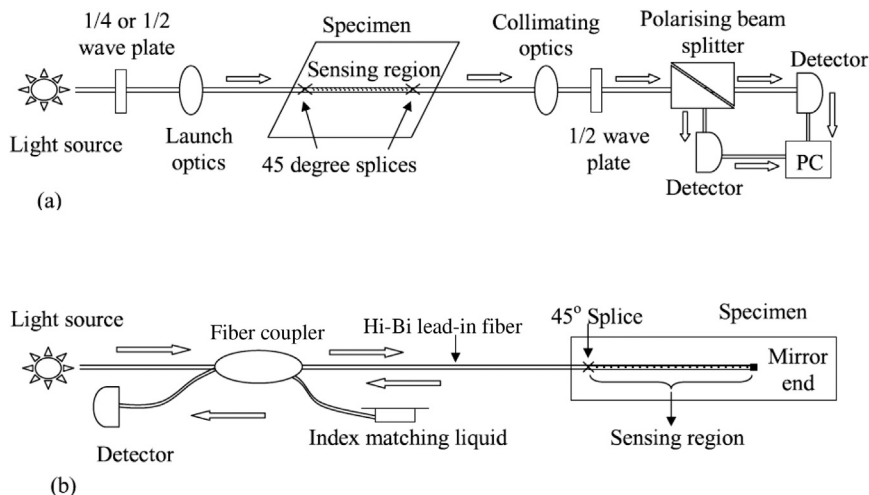 1/4 or 1/2
wave plate
Specimen
Sensing region
Collimating
optics
Polarising beam
splitter
Detector
Light source
Launch
optics
45 degree splices
1/2 wave
plate
Detector
PC
(a)
Light source
Fiber coupler
Hi-Bi lead-in fiber
45° Splice
Specimen
Mirror
end
Detector
Index matching liquid
Sensing region
(b)